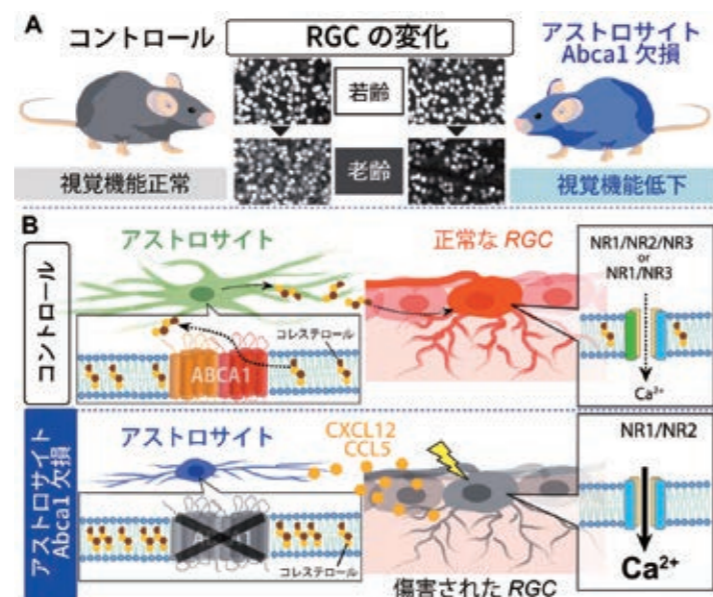 A
コントロール
RGC の変化
アストロサイト
Abca1 欠損
若齢
老齢
視覚機能正常
視覚機能低下
B
コントロール
アストロサイト
正常な RGC
NR1/NR2/NR3
or
NR1/NR3
コレステロール
ABCA1
Ca²⁺
アストロサイト
Abca1 欠損
アストロサイト
CXCL12
CCL5
NR1/NR2
コレステロール
Ca²⁺
傷害された RGC